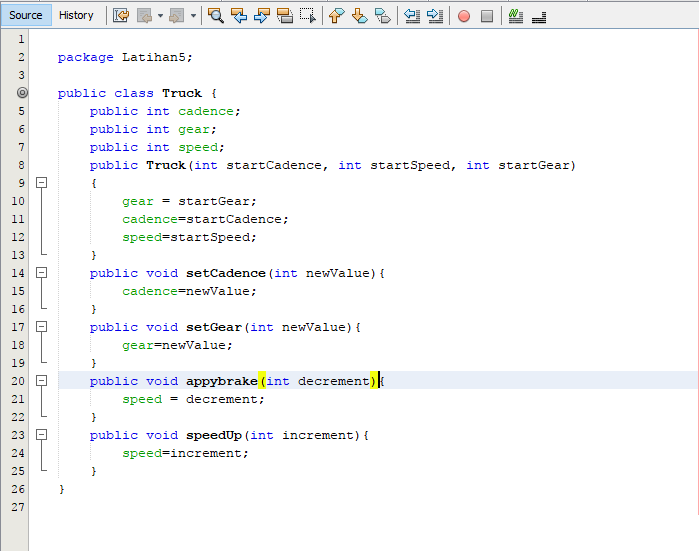 Source History
1
2 package Latihan5;
3
public class Truck {
5 public int cadence;
6 public int gear;
7 public int speed;
8 public Truck(int startCadence, int startSpeed, int startGear)
9 {
10 gear = startGear;
11 cadence=startCadence;
12 speed=startSpeed;
13 }
14 public void setCadence(int newValue){
15 cadence=newValue;
16 }
17 public void setGear(int newValue){
18 gear=newValue;
19 }
20 public void appybrake(int decrement){
21 speed = decrement;
22 }
23 public void speedUp(int increment){
24 speed=increment;
25 }
26 }
27